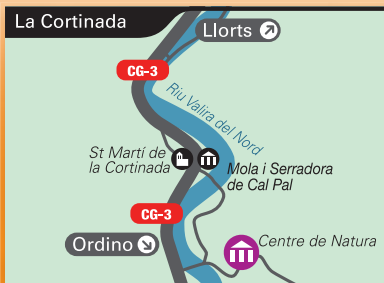 La Cortinada
Llorts
CG-3
Riu Valira del Nord
St Martí de
la Cortinada
Mola i Serradora
de Cal Pal
CG-3
Ordino
Centre de Natura